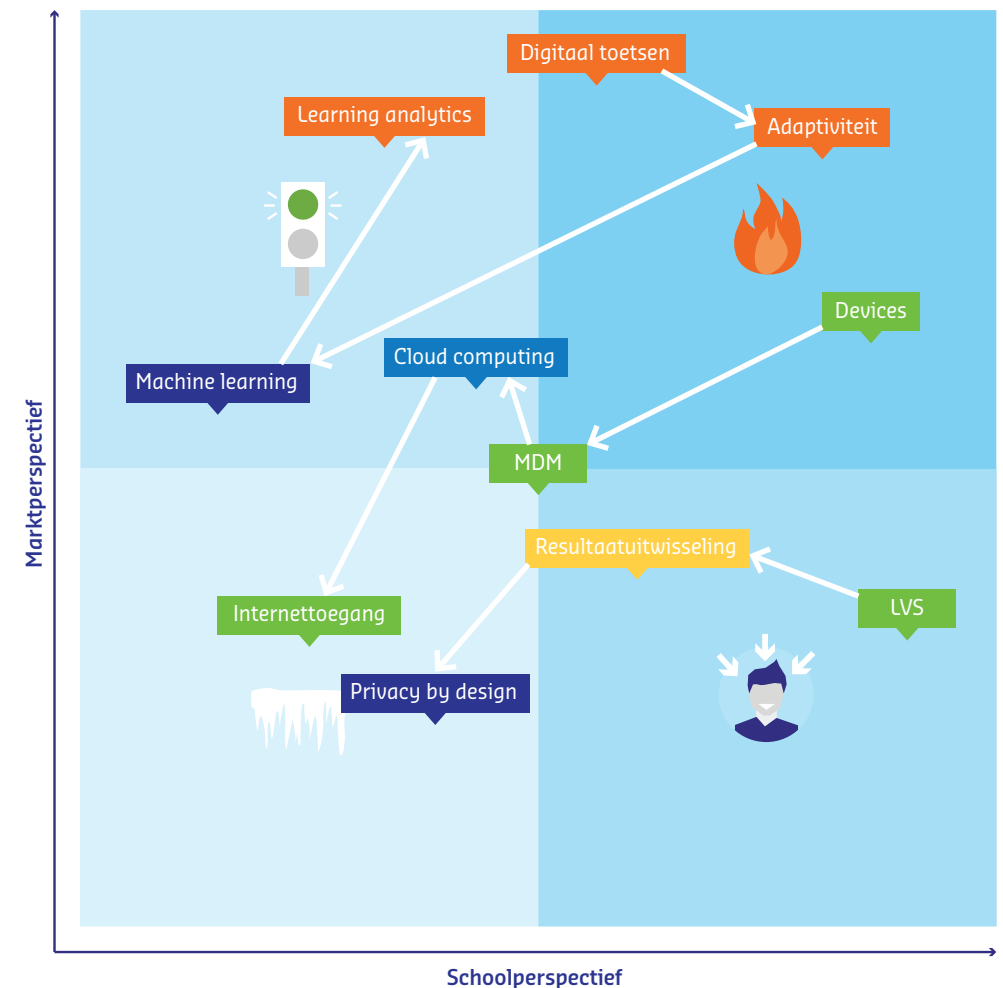 Digitaal toetsen
Learning analytics
Adaptiviteit
Devices
Cloud computing
Machine learning
MDM
Resultaatuitwisseling
LVS
Internettoegang
Privacy by design
Marktperspectief
Schoolperspectief